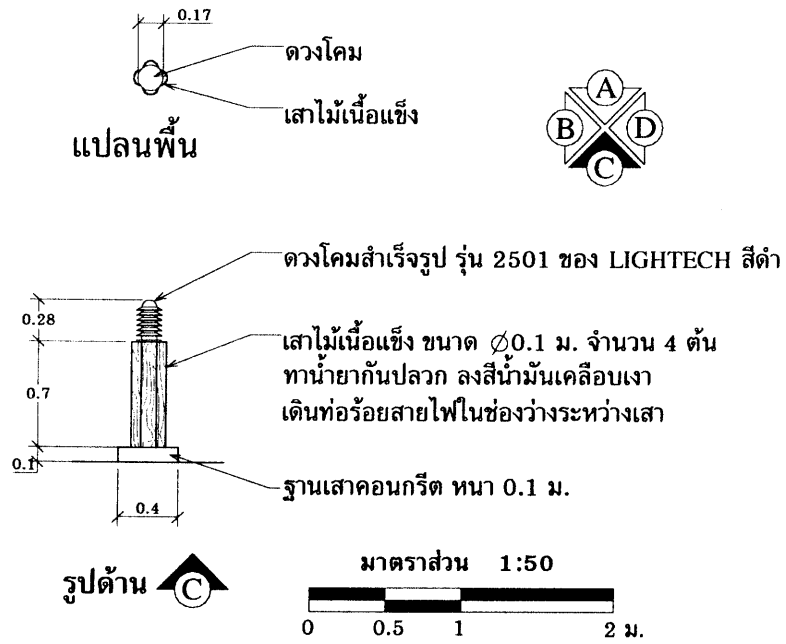 0.17
ดวงโคม
เสาไม้เนื้อแข็ง
แปลนพื้น
A
B
D
C
ดวงโคมสำเร็จรูป รุ่น 2501 ของ LIGHTECH สีดำ
0.28
เสาไม้เนื้อแข็ง ขนาด ∅0.1 ม. จำนวน 4 ต้น
ทาน้ำยากันปลวก ลงสีน้ำมันเคลือบเงา
0.7
เดินท่อร้อยสายไฟในช่องว่างระหว่างเสา
0.1
ฐานเสาคอนกรีต หนา 0.1 ม.
0.4
มาตราส่วน 1:50
รูปด้าน C
0 0.5 1 2 ม.